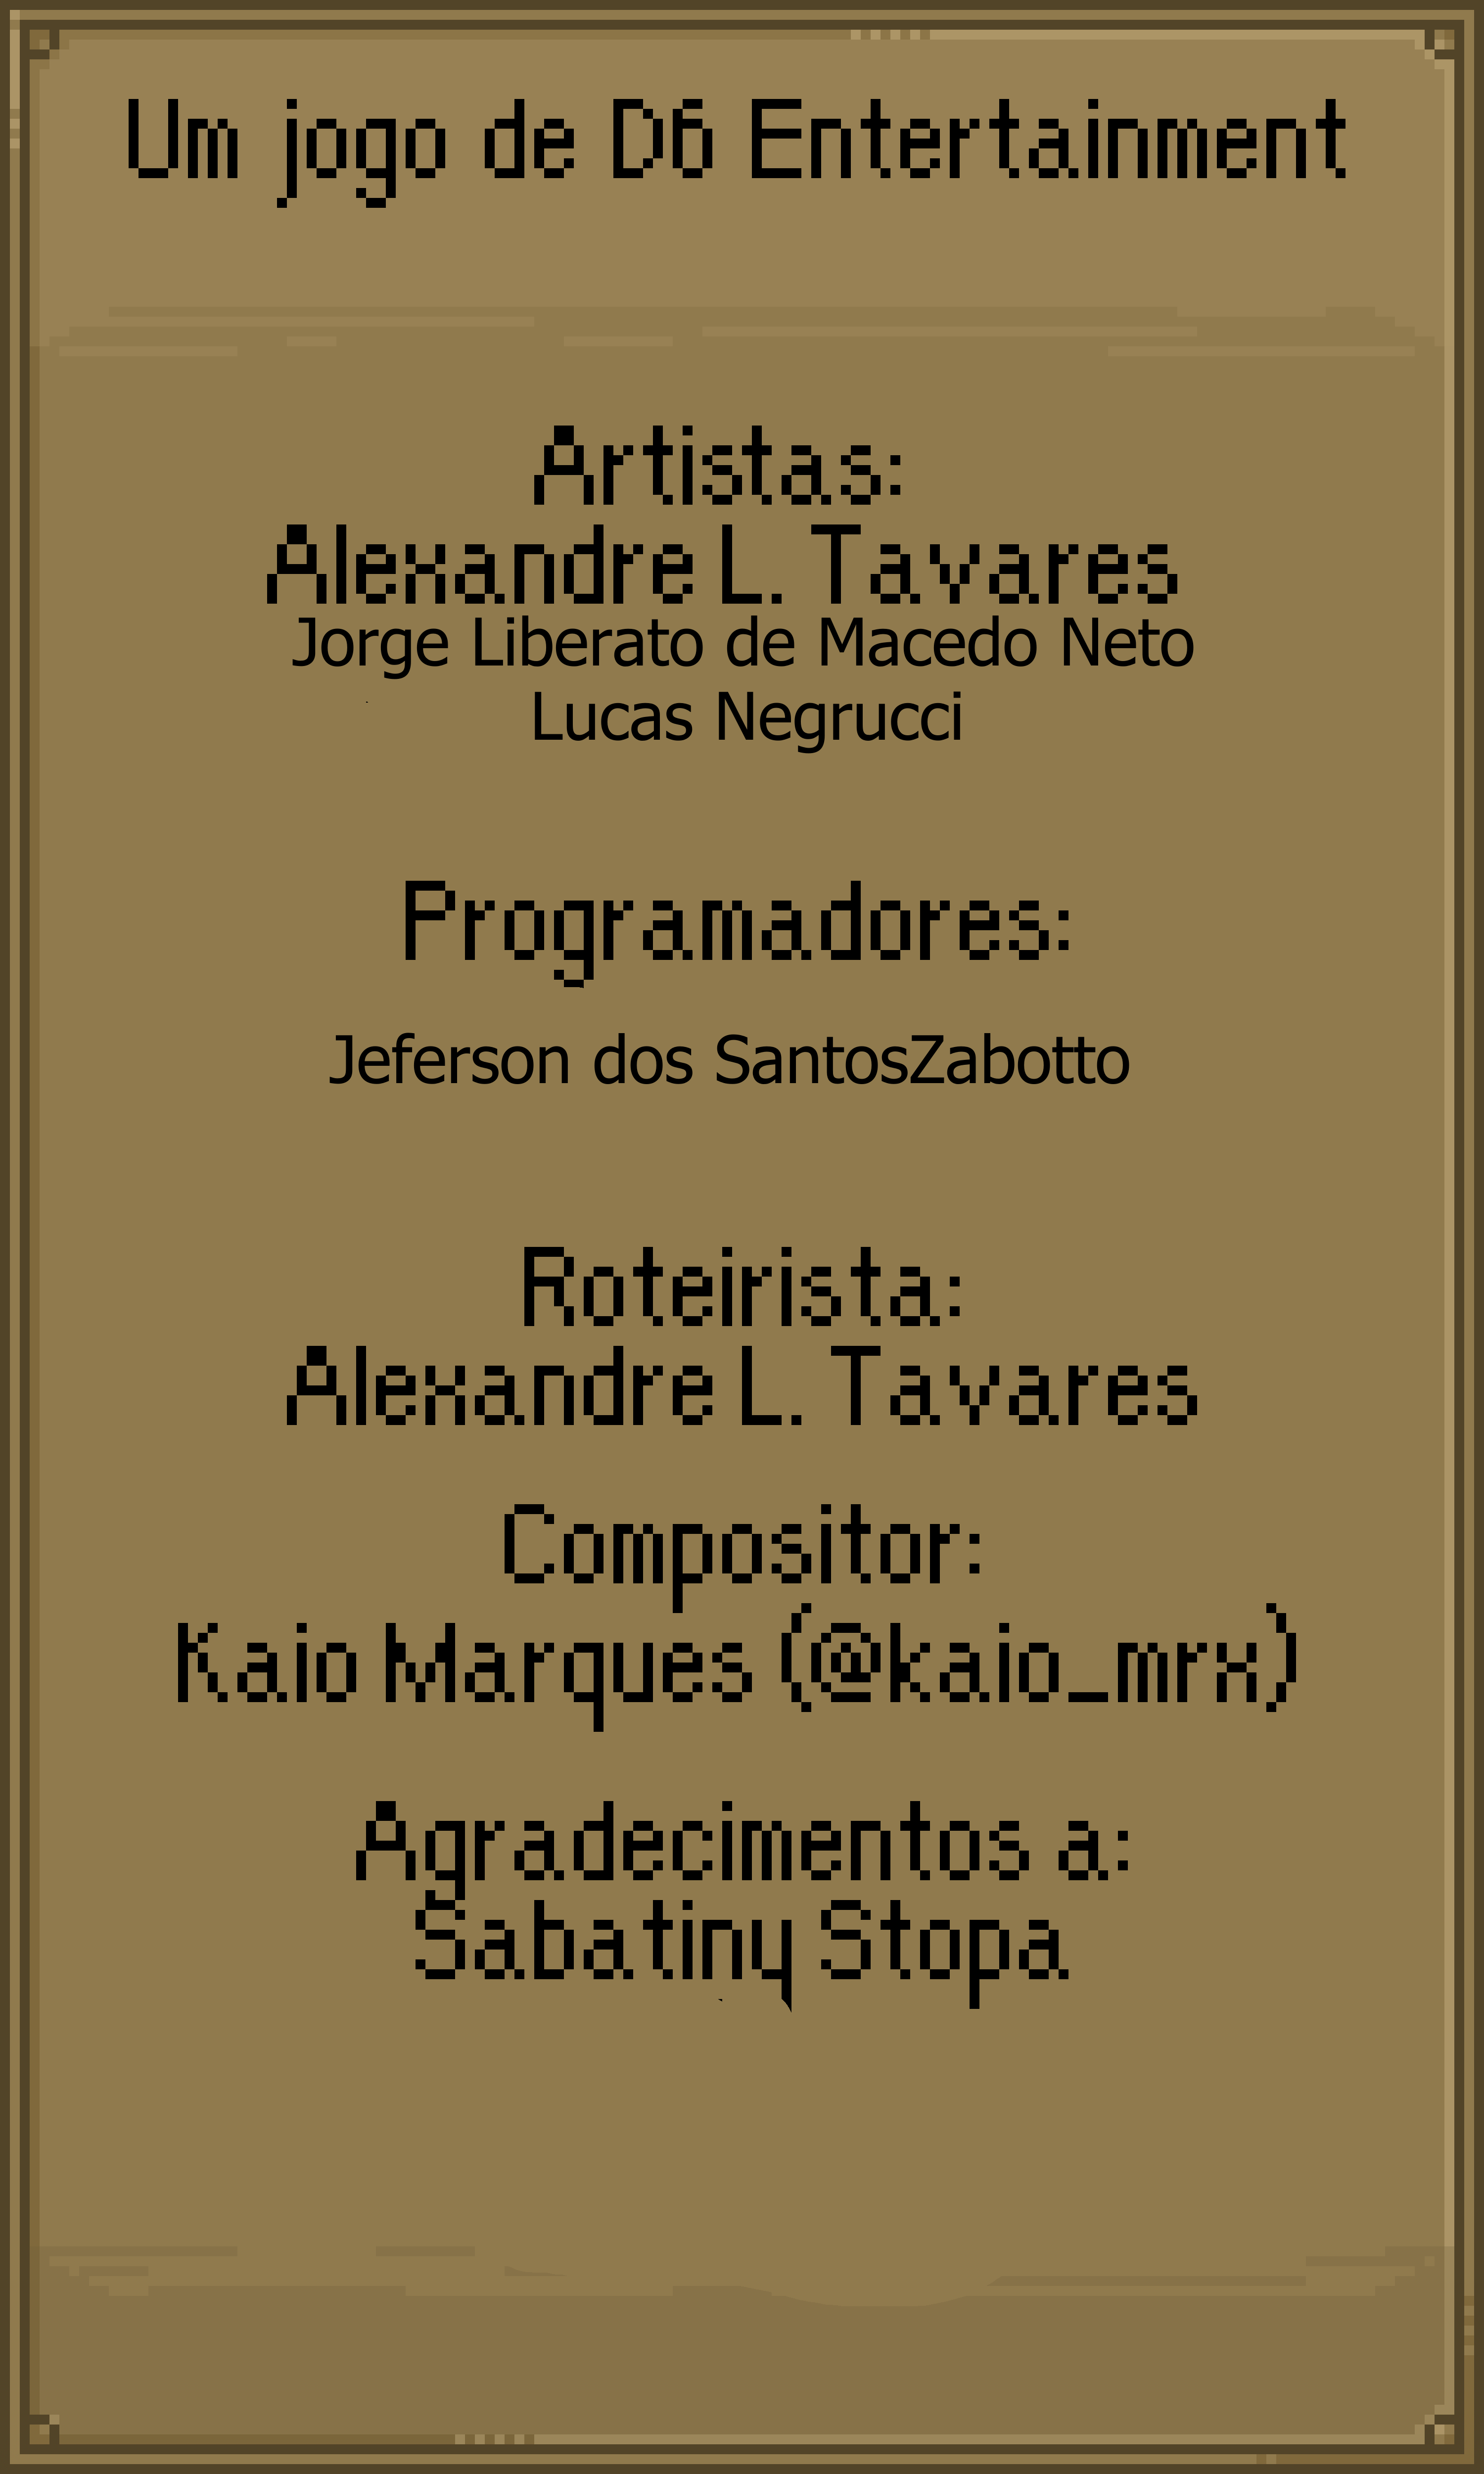 Um jogo de D6 Entertainment
Artistas:
Alexandre L. Tavares
Jorge Liberato de Macedo Neto
Lucas Negrucci
Programadores:
Jeferson dos SantosZabotto
Roteirista:
Alexandre L. Tavares
Compositor:
Kaio Marques (@kaio_mrx)
Agradecimentos a:
Sabatiny Stopa